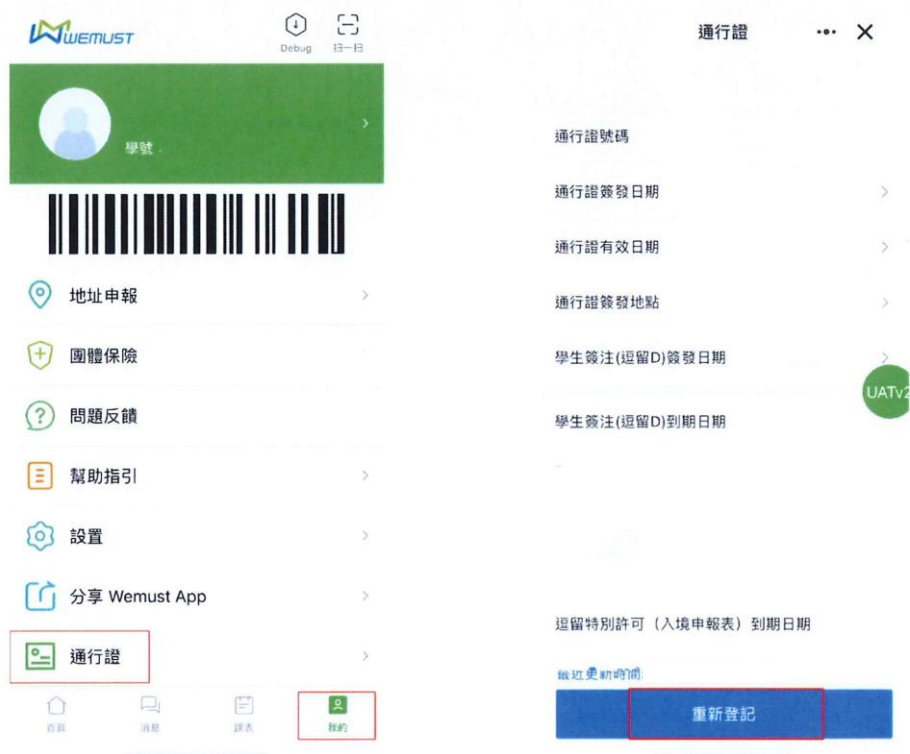 WEMUST
Debug
扫一扫
學號
地址申報
團體保險
問題反饋
幫助指引
設置
分享 Wemust App
通行證
首頁
消息
課表
我的
通行證
通行證號碼
通行證簽發日期
通行證有效日期
通行證簽發地點
學生簽注(逗留D)簽發日期
UATv2
學生簽注(逗留D)到期日期
逗留特別許可（入境申報表）到期日期
最近更新時間:
重新登記